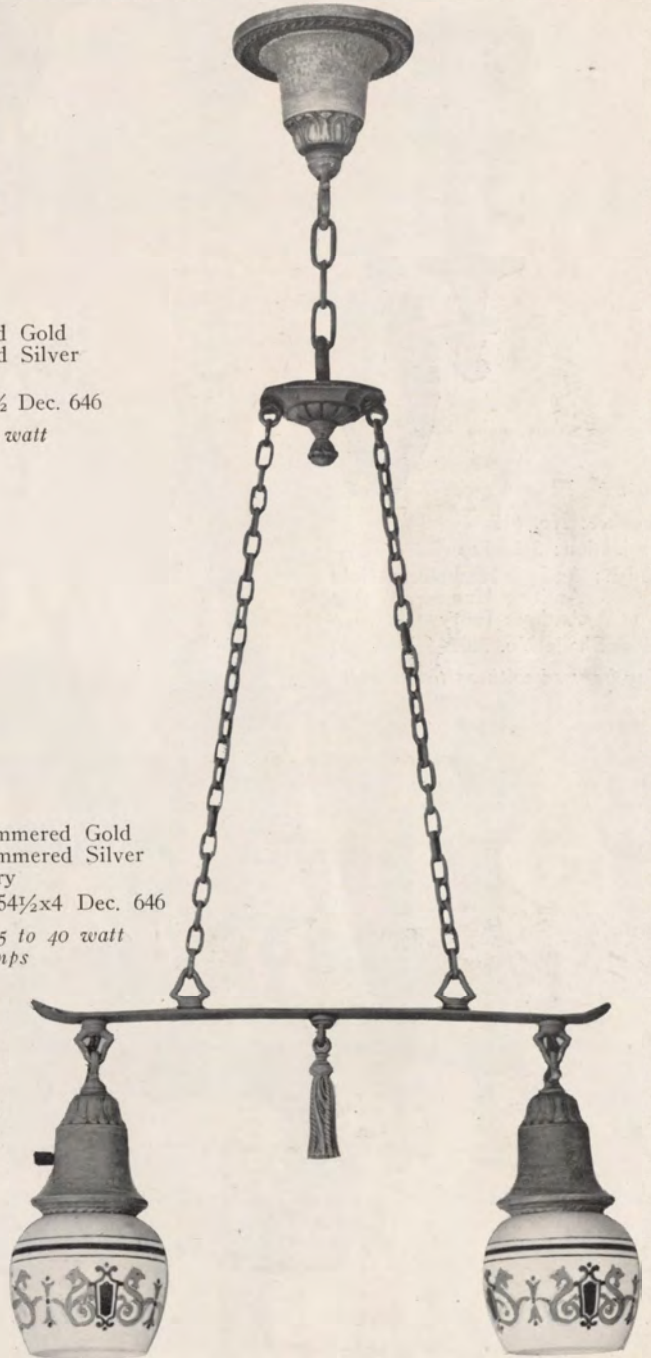 d Gold
d Silver
½ Dec. 646
watt
mmered Gold
mmered Silver
ry
54½x4 Dec. 646
5 to 40 watt
nps